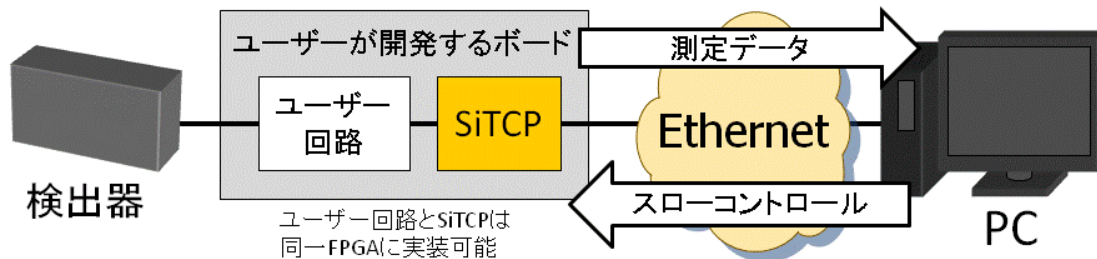 ユーザーが開発するボード
測定データ
ユーザー
回路
SiTCP
Ethernet
検出器
スローコントロール
PC
ユーザー回路とSiTCPは
同一FPGAに実装可能